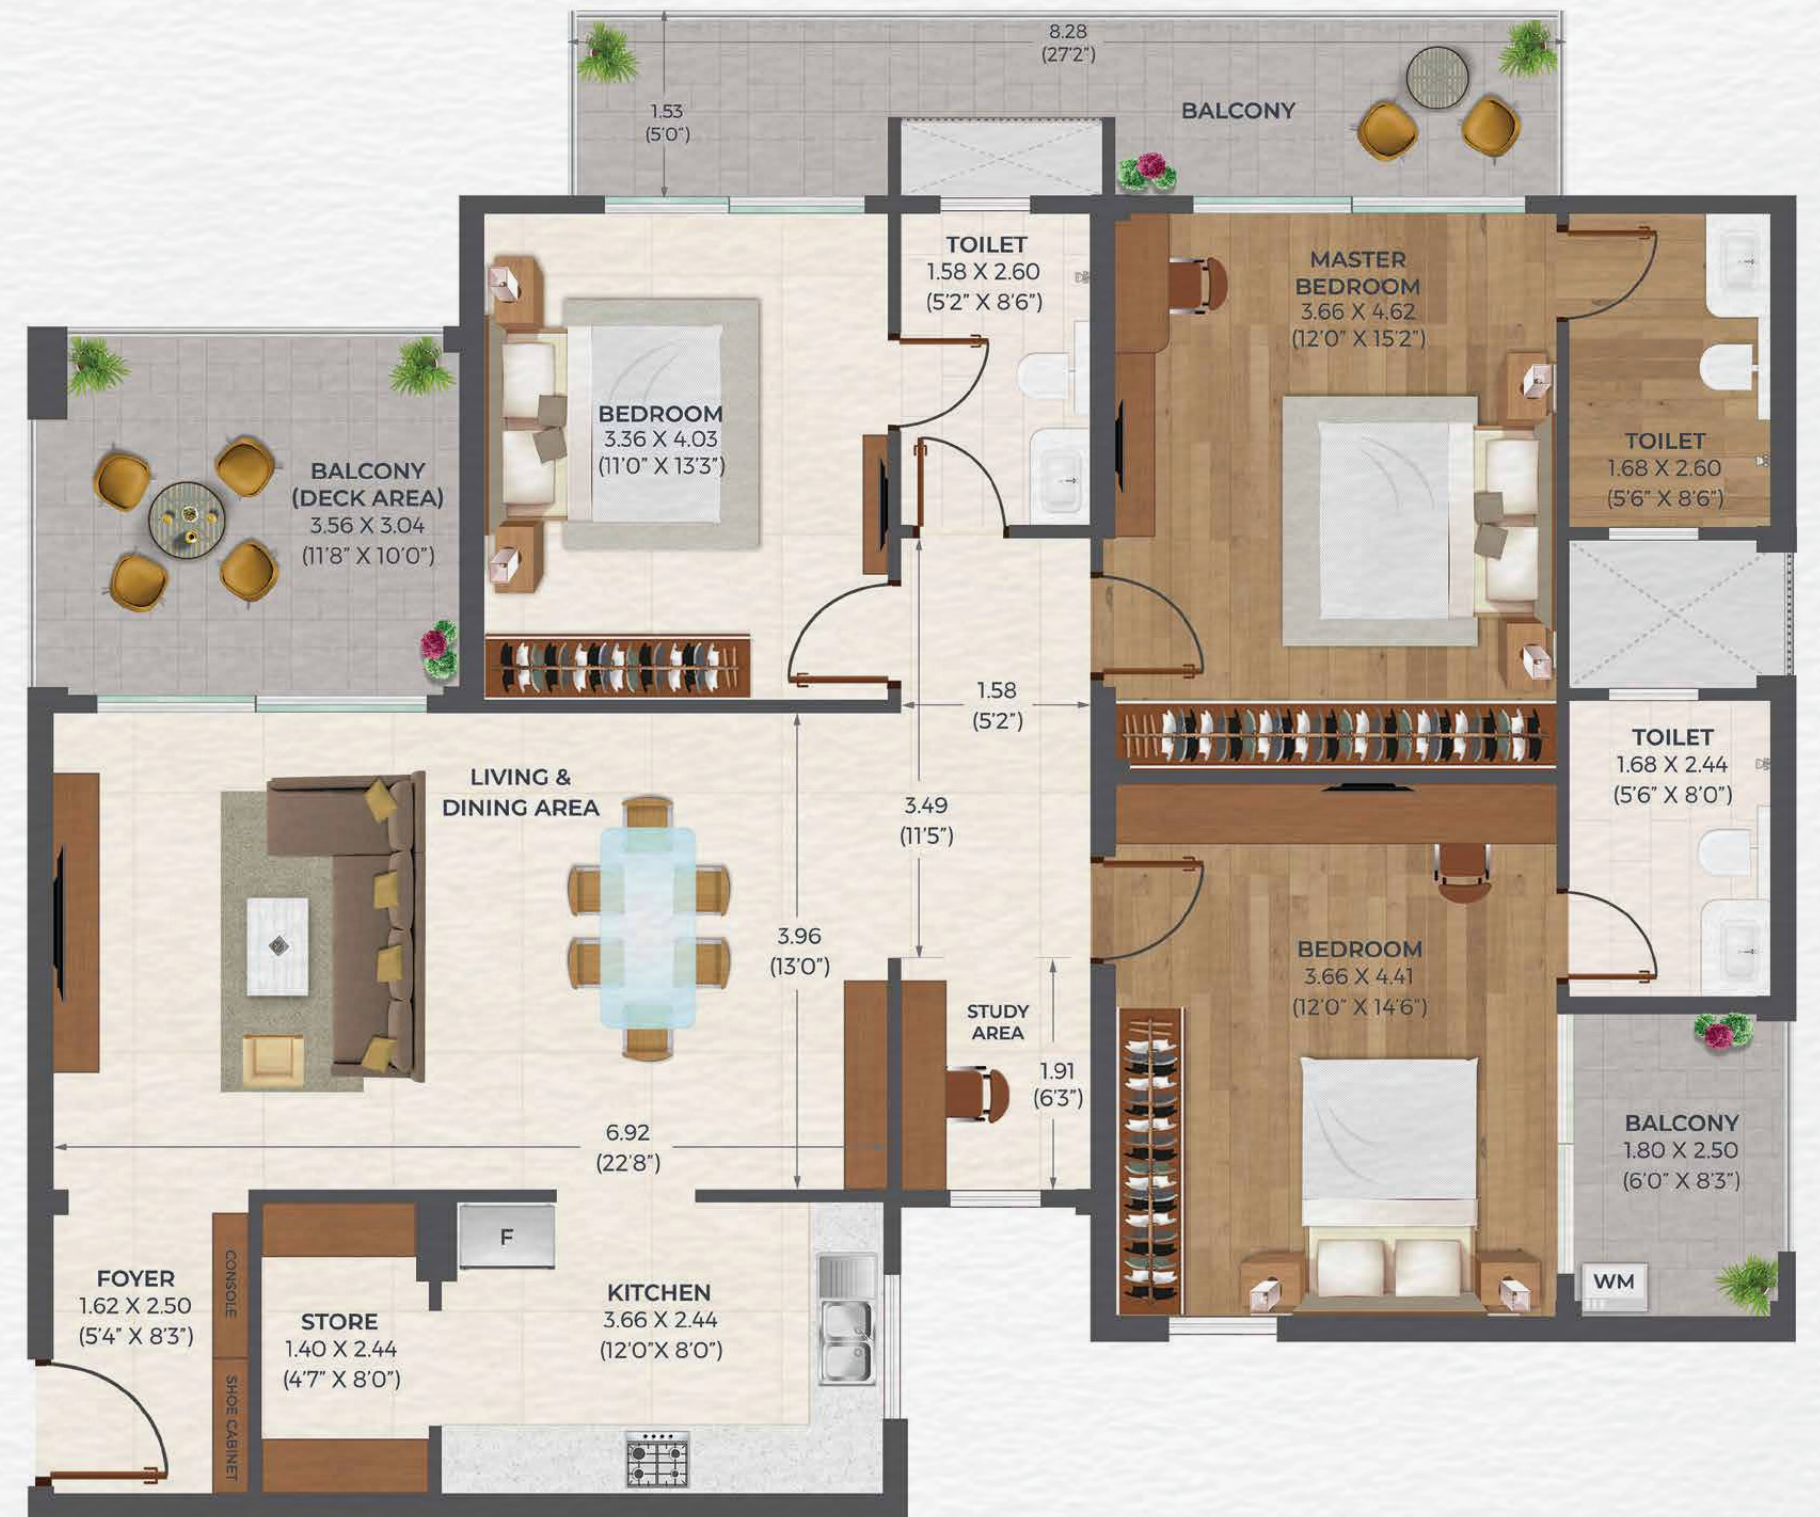 8.28
(27'2")
1.53
(5'0")
BALCONY
TOILET
1.58 X 2.60
(5'2" X 8'6")
MASTER
BEDROOM
3.66 X 4.62
(12'0" X 15'2")
BEDROOM
3.36 X 4.03
(11'0" X 13'3")
TOILET
1.68 X 2.60
(5'6" X 8'6")
BALCONY
(DECK AREA)
3.56 X 3.04
(11'8" X 10'0")
1.58
(5'2")
TOILET
1.68 X 2.44
(5'6" X 8'0")
LIVING &
DINING AREA
3.49
(11'5")
3.96
(13'0")
BEDROOM
3.66 X 4.41
(12'0" X 14'6")
STUDY
AREA
1.91
(6'3")
6.92
(22'8")
BALCONY
1.80 X 2.50
(6'0" X 8'3")
F
WM
FOYER
1.62 X 2.50
(5'4" X 8'3")
CONSOLE
SHOE CABINET
STORE
1.40 X 2.44
(4'7" X 8'0")
KITCHEN
3.66 X 2.44
(12'0"X 8'0")